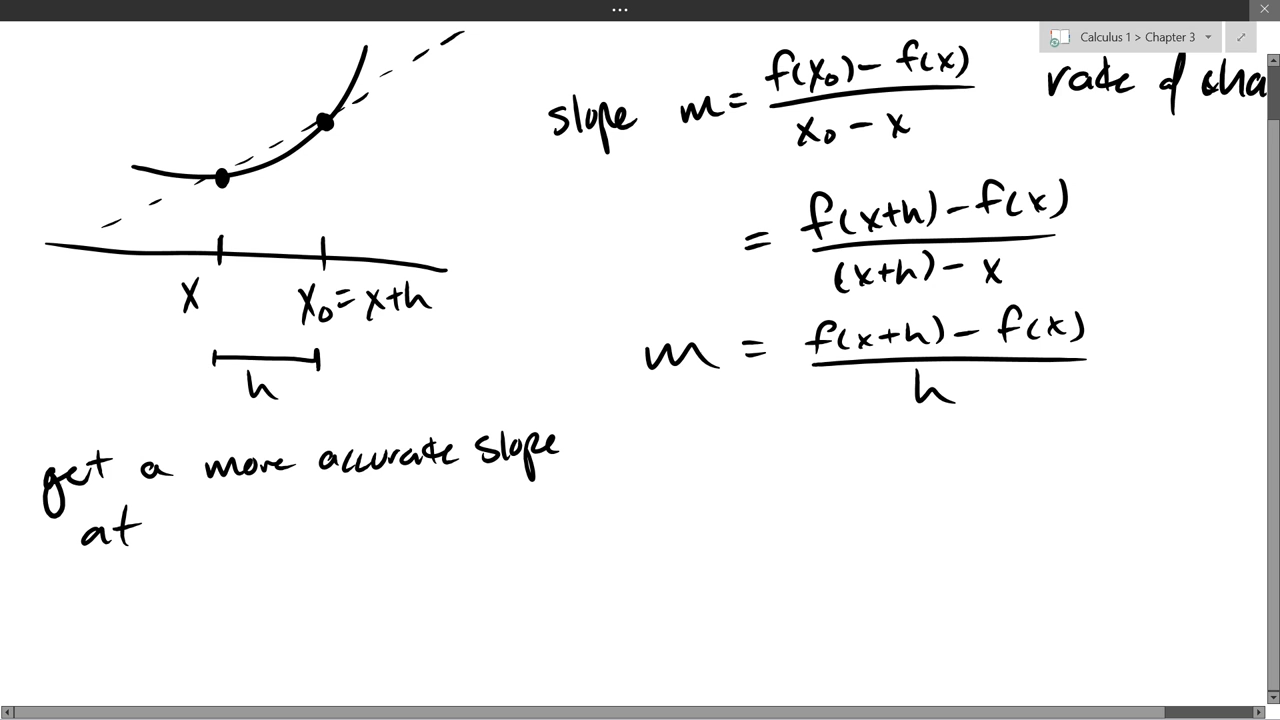 Calculus 1 > Chapter 3
slope m = f(x₀) - f(x) / x₀ - x
rate of cha
= f(x+h) - f(x) / (x+h) - x
m = f(x+h) - f(x) / h
x
x₀ = x+h
h
get a more accurate slope
at